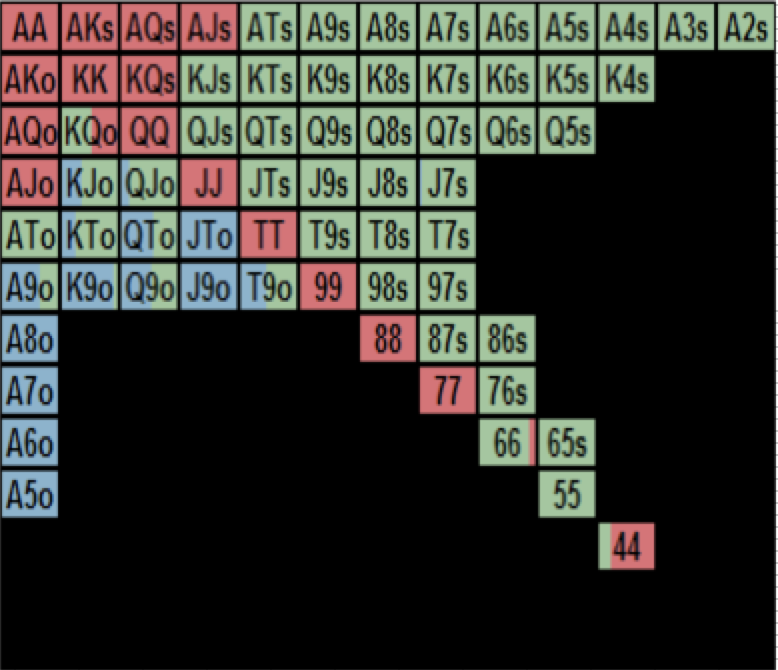 AA AKs AQs AJs ATs A9s A8s A7s A6s A5s A4s A3s A2s
AKo KK KQs KJs KTs K9s K8s K7s K6s K5s K4s
AQo KQo QQ QJs QTs Q9s Q8s Q7s Q6s Q5s
AJo KJo QJo JJ JTs J9s J8s J7s
ATo KTo QTo JTo TT T9s T8s T7s
A9o K9o Q9o J9o T9o 99 98s 97s
A8o 88 87s 86s
A7o 77 76s
A6o 66 65s
A5o 55
44